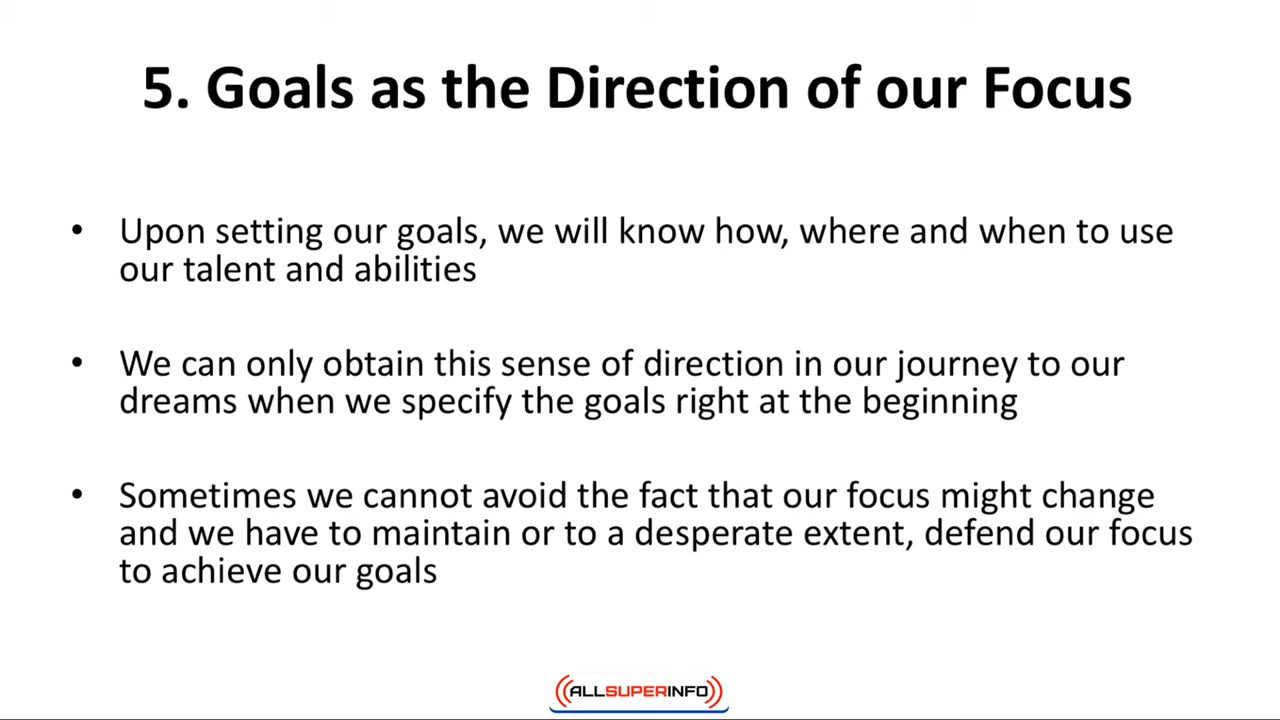 5. Goals as the Direction of our Focus
• Upon setting our goals, we will know how, where and when to use
our talent and abilities
• We can only obtain this sense of direction in our journey to our
dreams when we specify the goals right at the beginning
• Sometimes we cannot avoid the fact that our focus might change
and we have to maintain or to a desperate extent, defend our focus
to achieve our goals
ALLSUPERINFO